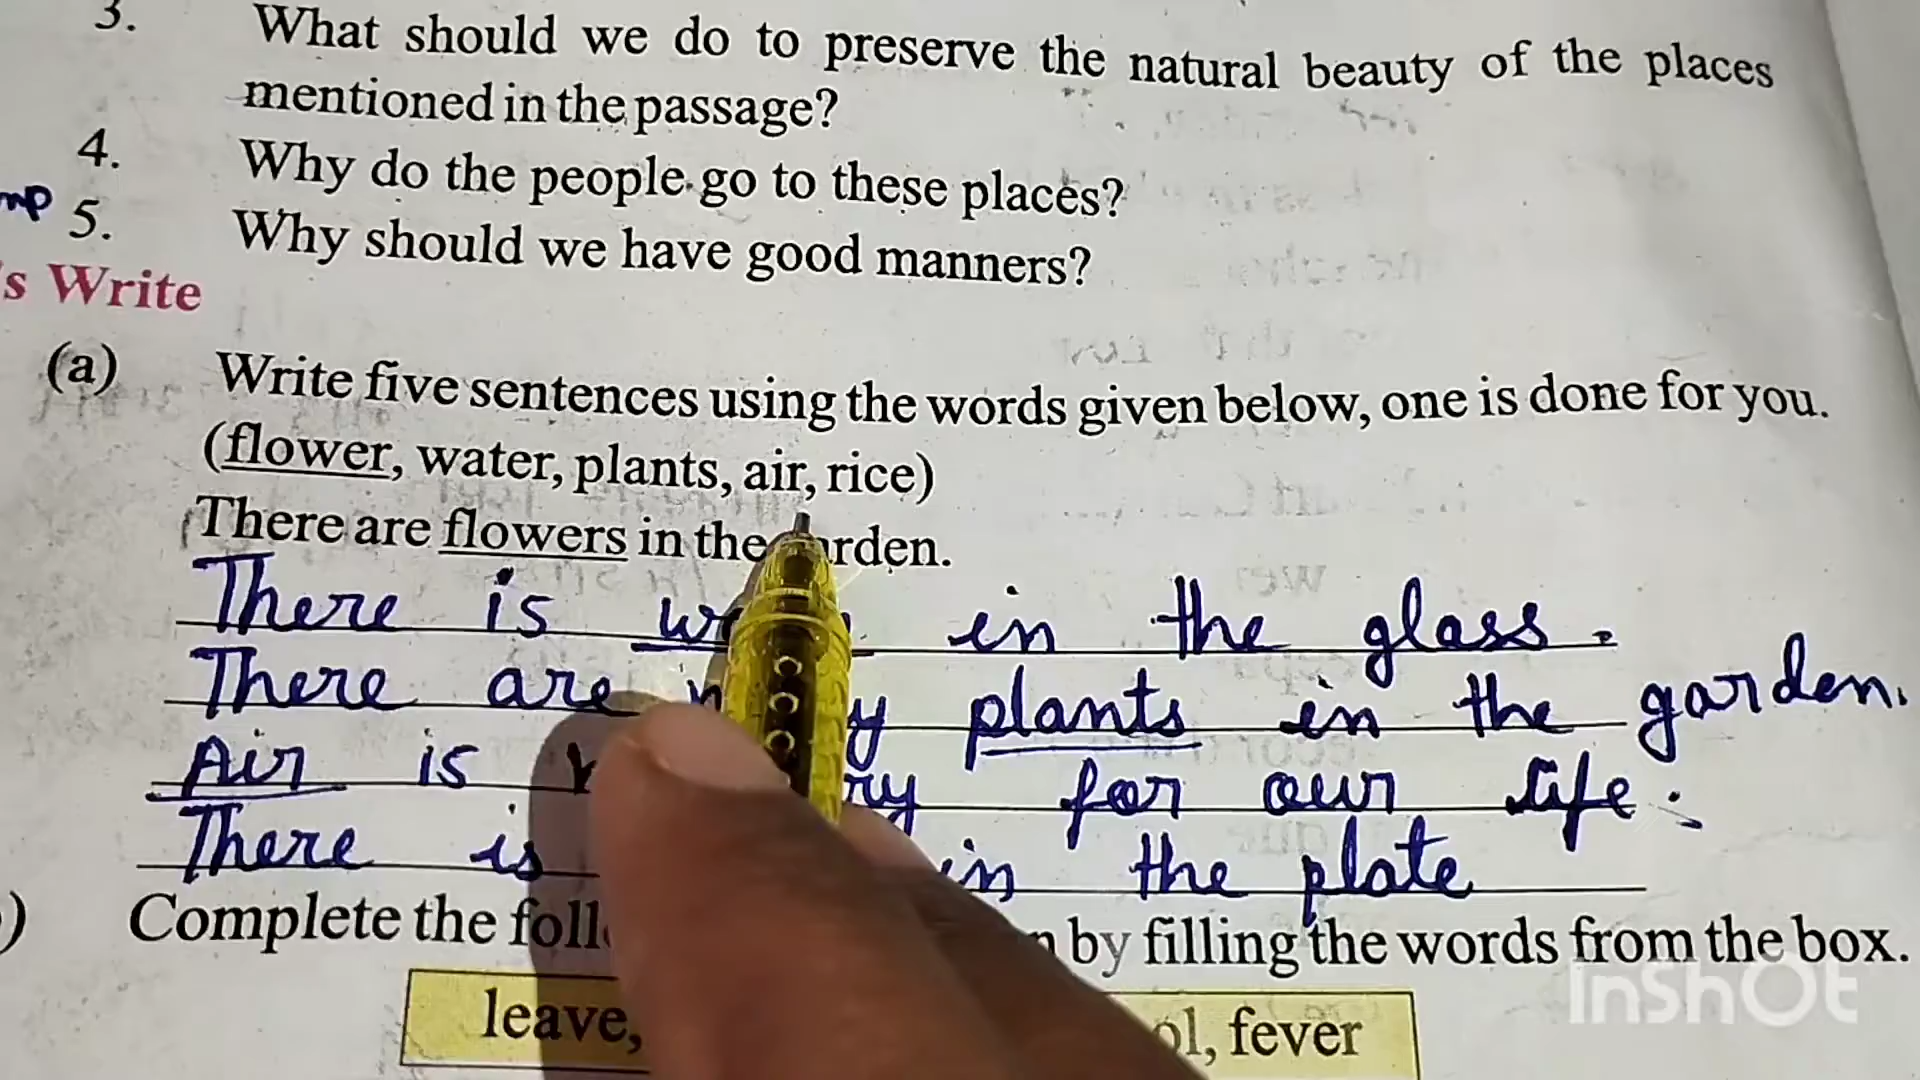 3. What should we do to preserve the natural beauty of the places
mentioned in the passage?
4. Why do the people go to these places?
mp 5. Why should we have good manners?
's Write
(a) Write five sentences using the words given below, one is done for you.
(flower, water, plants, air, rice)
There are flowers in the
There is in the glass.
There are plants in the garden.
Air is for our life.
There is in the plate
) Complete the by filling the words from the box.
leave, fever
InShOt